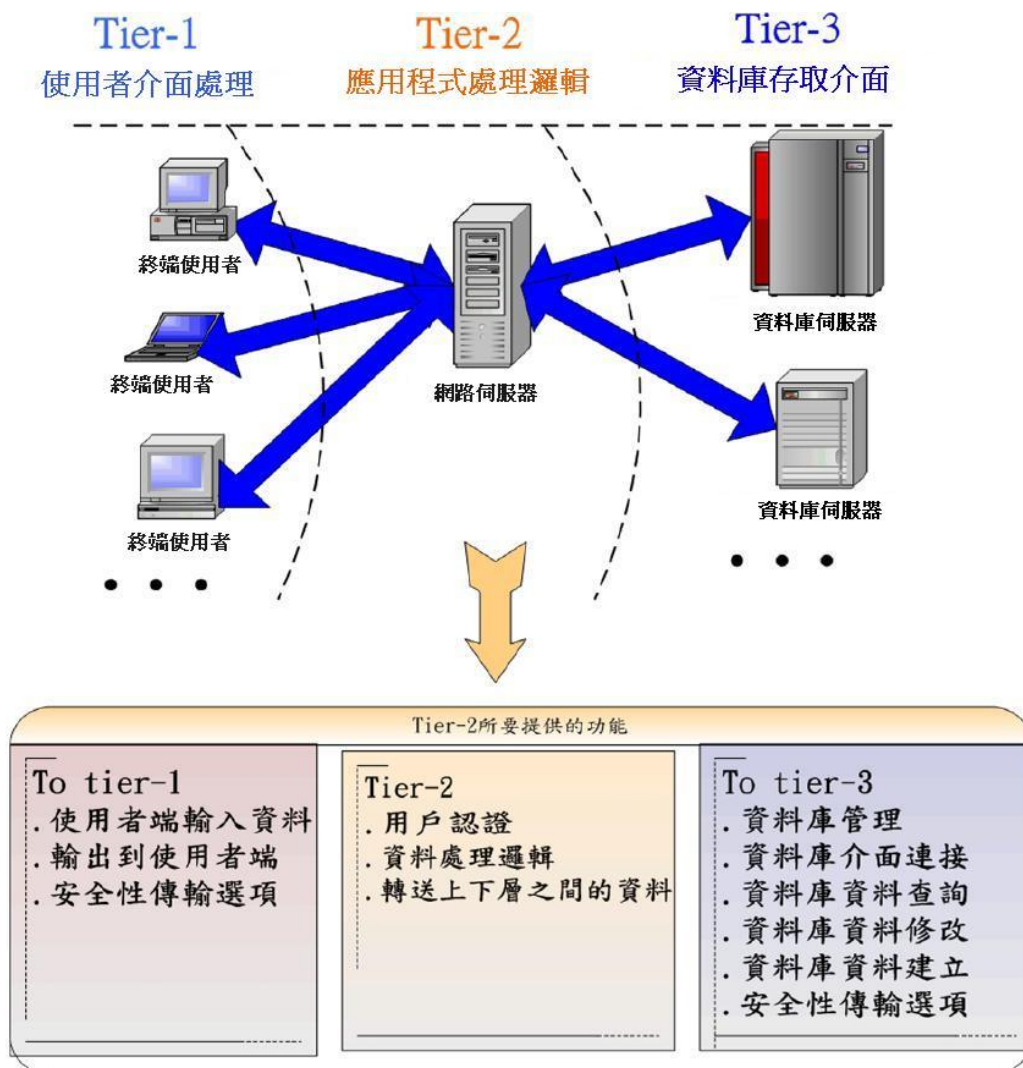 Tier-1
使用者介面處理
Tier-2
應用程式處理邏輯
Tier-3
資料庫存取介面
終端使用者
終端使用者
終端使用者
網路伺服器
資料庫伺服器
資料庫伺服器
Tier-2所要提供的功能
To tier-1
.使用者端輸入資料
.輸出到使用者端
.安全性傳輸選項
Tier-2
.用戶認證
.資料處理邏輯
.轉送上下層之間的資料
To tier-3
.資料庫管理
.資料庫介面連接
.資料庫資料查詢
.資料庫資料修改
.資料庫資料建立
.安全性傳輸選項